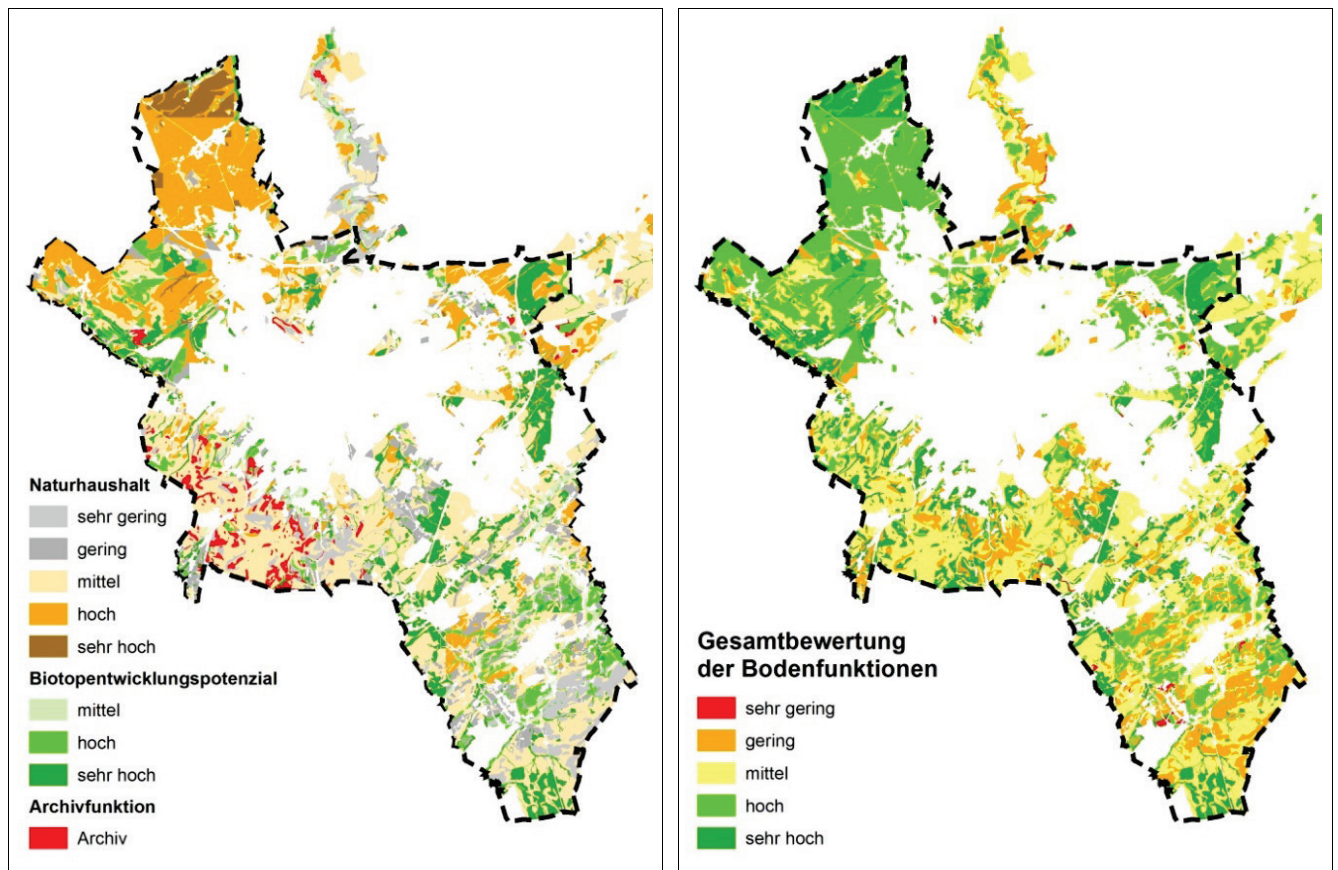 Naturhaushalt
sehr gering
gering
mittel
hoch
sehr hoch
Biotopentwicklungspotenzial
mittel
hoch
sehr hoch
Archivfunktion
Archiv
Gesamtbewertung
der Bodenfunktionen
sehr gering
gering
mittel
hoch
sehr hoch